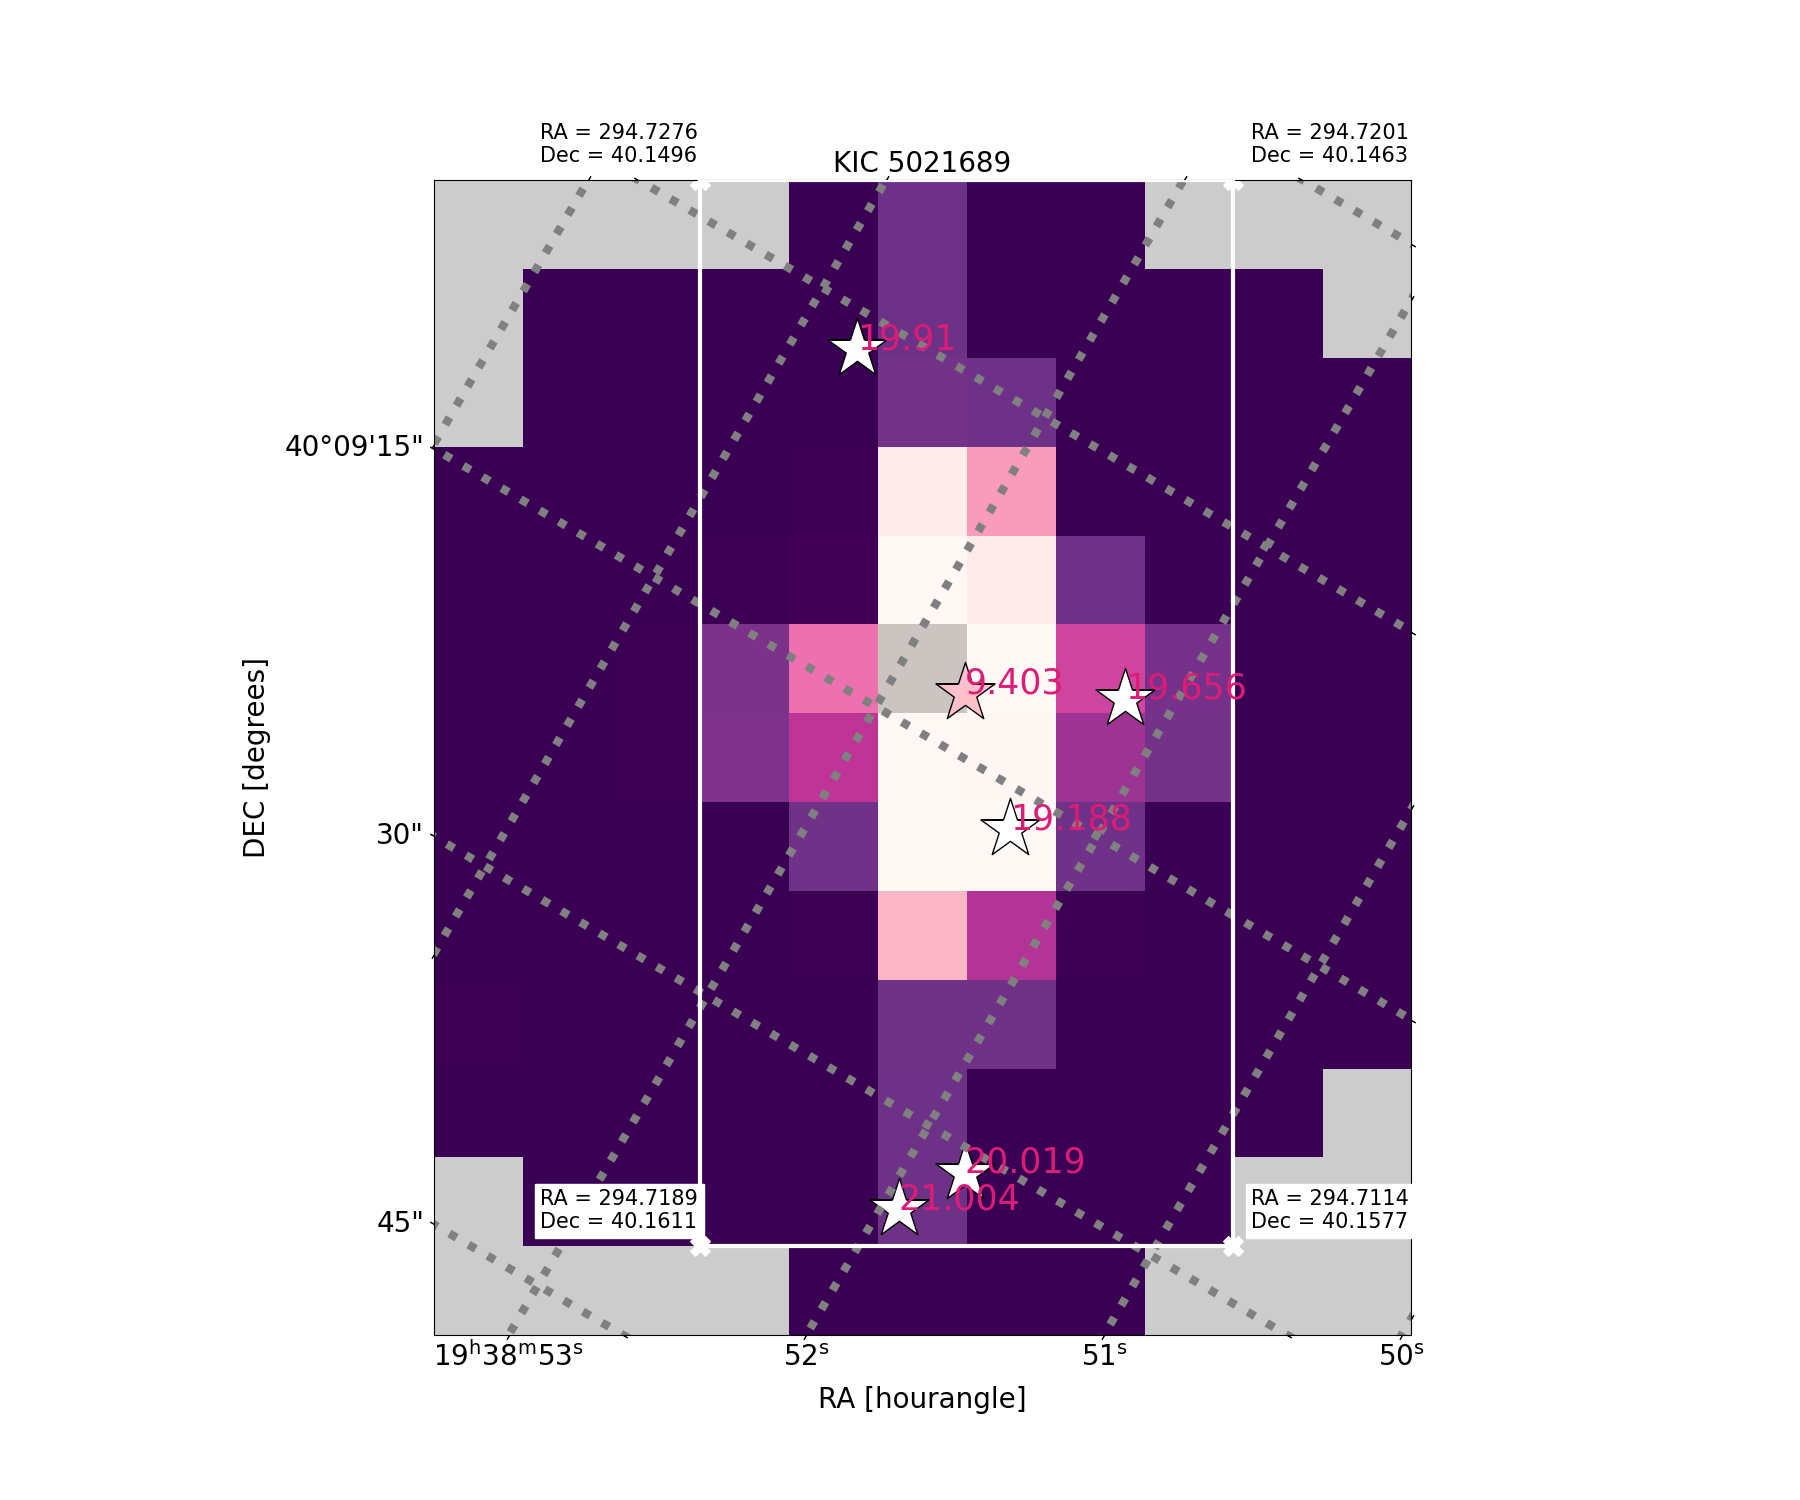 RA = 294.7276
Dec = 40.1496
RA = 294.7201
Dec = 40.1463
KIC 5021689
19.91
40°09'15"
9.403
19.656
DEC [degrees]
19.188
30"
20.019
21.004
RA = 294.7189
Dec = 40.1611
RA = 294.7114
Dec = 40.1577
45"
19ʰ38ᵐ53ˢ
52ˢ
51ˢ
50ˢ
RA [hourangle]